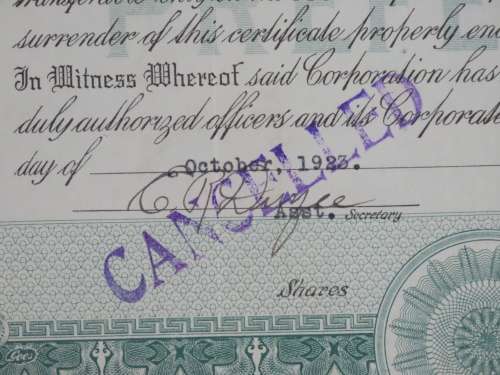 surrender of this certificate properly en
In Witness Whereof said Corporation has
duly authorized officers and its Corporate
day of October, 1923.
Asst. Secretary
CANCELLED
Shares